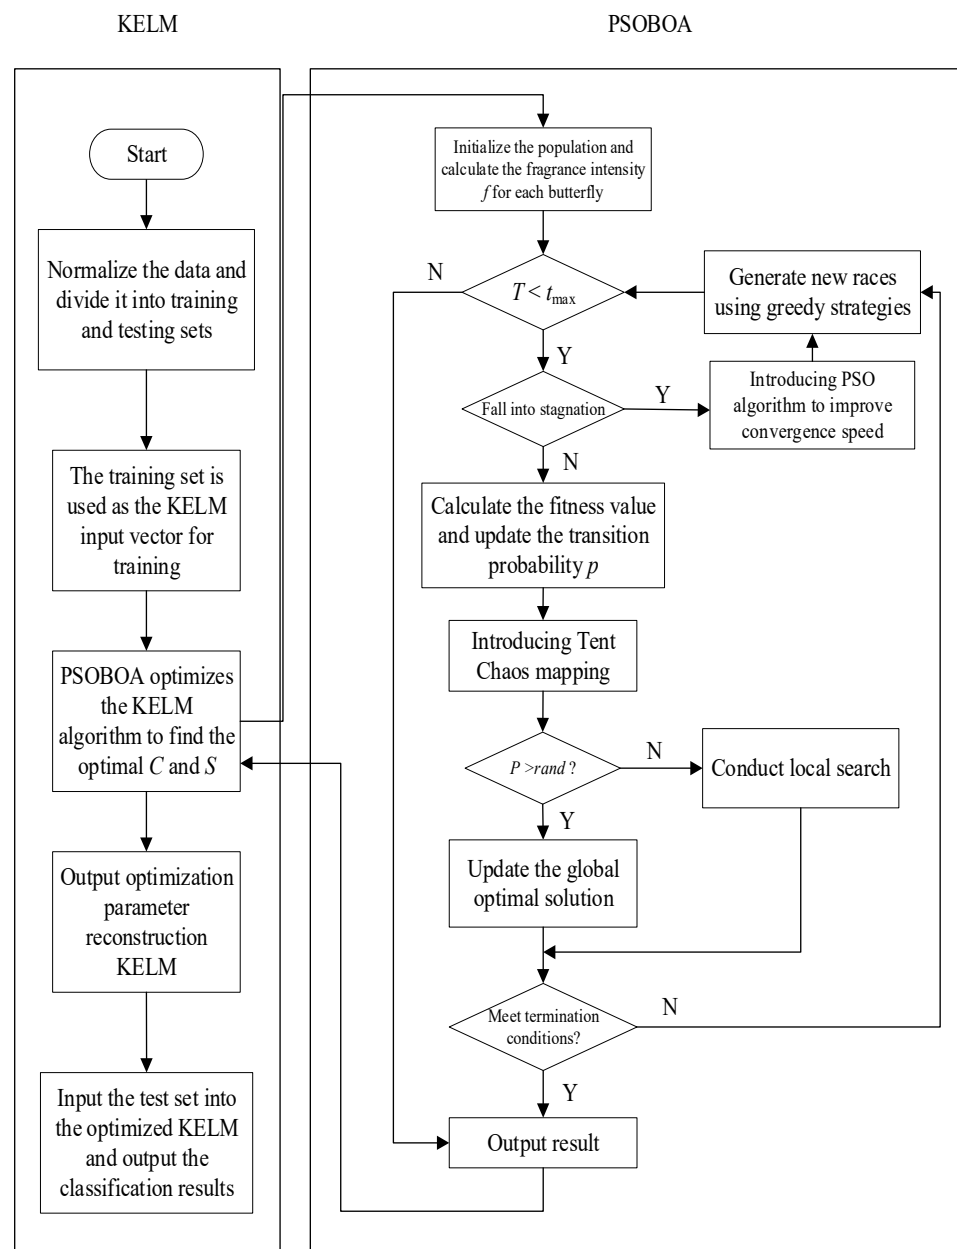 KELM
Start
Normalize the data and
divide it into training
and testing sets
The training set is
used as the KELM
input vector for
training
PSOBOA optimizes
the KELM
algorithm to find the
optimal C and S
Output optimization
parameter
reconstruction
KELM
Input the test set into
the optimized KELM
and output the
classification results
PSOBOA
Initialize the population and
calculate the fragrance intensity
f for each butterfly
N
T < tmax
Generate new races
using greedy strategies
Y
Fall into stagnation
Y
Introducing PSO
algorithm to improve
convergence speed
N
Calculate the fitness value
and update the transition
probability p
Introducing Tent
Chaos mapping
P >rand ?
N
Conduct local search
Y
Update the global
optimal solution
Meet termination
conditions?
N
Y
Output result